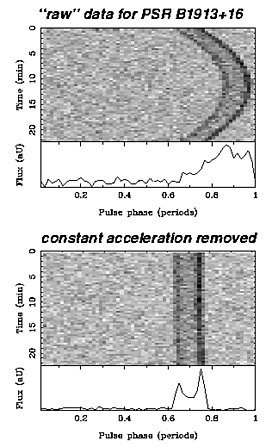 “raw” data for PSR B1913+16
0
10
20
Time (min)
Flux (aU)
0.2 0.4 0.6 0.8 1
Pulse phase (periods)
constant acceleration removed
0
5
10
15
20
Time (min)
Flux (aU)
0 0.2 0.4 0.6 0.8 1
Pulse phase (periods)